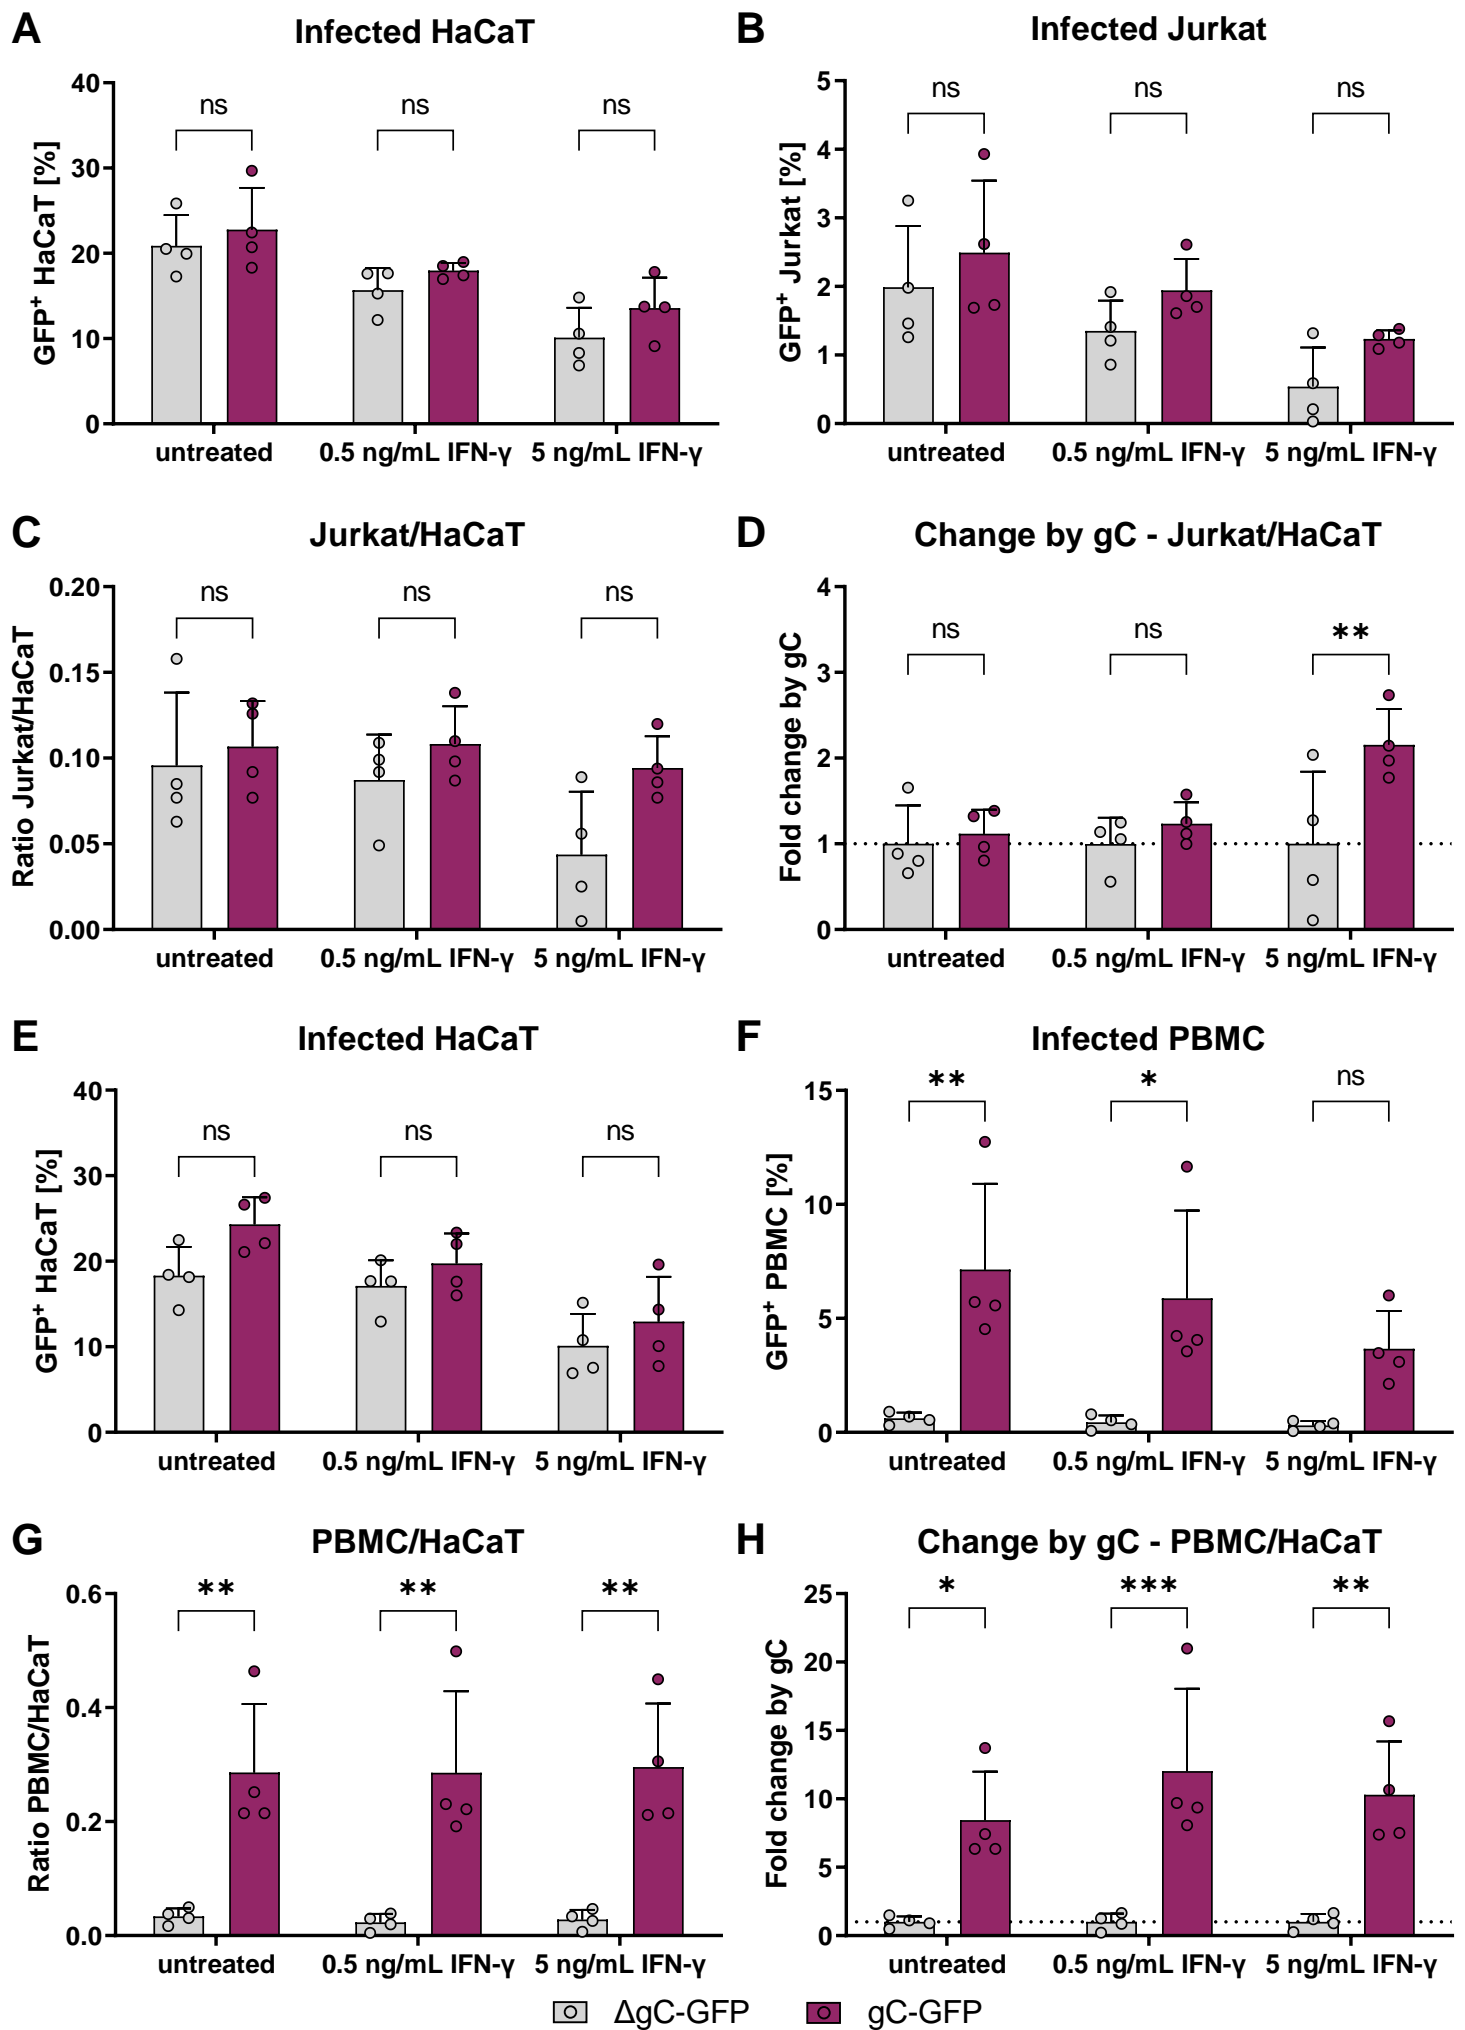 A
Infected HaCaT
GFP⁺ HaCaT [%]
40
30
20
10
0
ns
ns
ns
untreated
0.5 ng/mL IFN-γ
5 ng/mL IFN-γ
B
Infected Jurkat
GFP⁺ Jurkat [%]
5
4
3
2
1
0
ns
ns
ns
untreated
0.5 ng/mL IFN-γ
5 ng/mL IFN-γ
C
Jurkat/HaCaT
Ratio Jurkat/HaCaT
0.20
0.15
0.10
0.05
0.00
ns
ns
ns
untreated
0.5 ng/mL IFN-γ
5 ng/mL IFN-γ
D
Change by gC - Jurkat/HaCaT
Fold change by gC
4
3
2
1
0
ns
ns
**
untreated
0.5 ng/mL IFN-γ
5 ng/mL IFN-γ
E
Infected HaCaT
GFP⁺ HaCaT [%]
40
30
20
10
0
ns
ns
ns
untreated
0.5 ng/mL IFN-γ
5 ng/mL IFN-γ
F
Infected PBMC
GFP⁺ PBMC [%]
15
10
5
0
**
*
ns
untreated
0.5 ng/mL IFN-γ
5 ng/mL IFN-γ
G
PBMC/HaCaT
Ratio PBMC/HaCaT
0.6
0.4
0.2
0.0
**
**
**
untreated
0.5 ng/mL IFN-γ
5 ng/mL IFN-γ
H
Change by gC - PBMC/HaCaT
Fold change by gC
25
20
15
10
5
0
*
***
**
untreated
0.5 ng/mL IFN-γ
5 ng/mL IFN-γ
ΔgC-GFP
gC-GFP